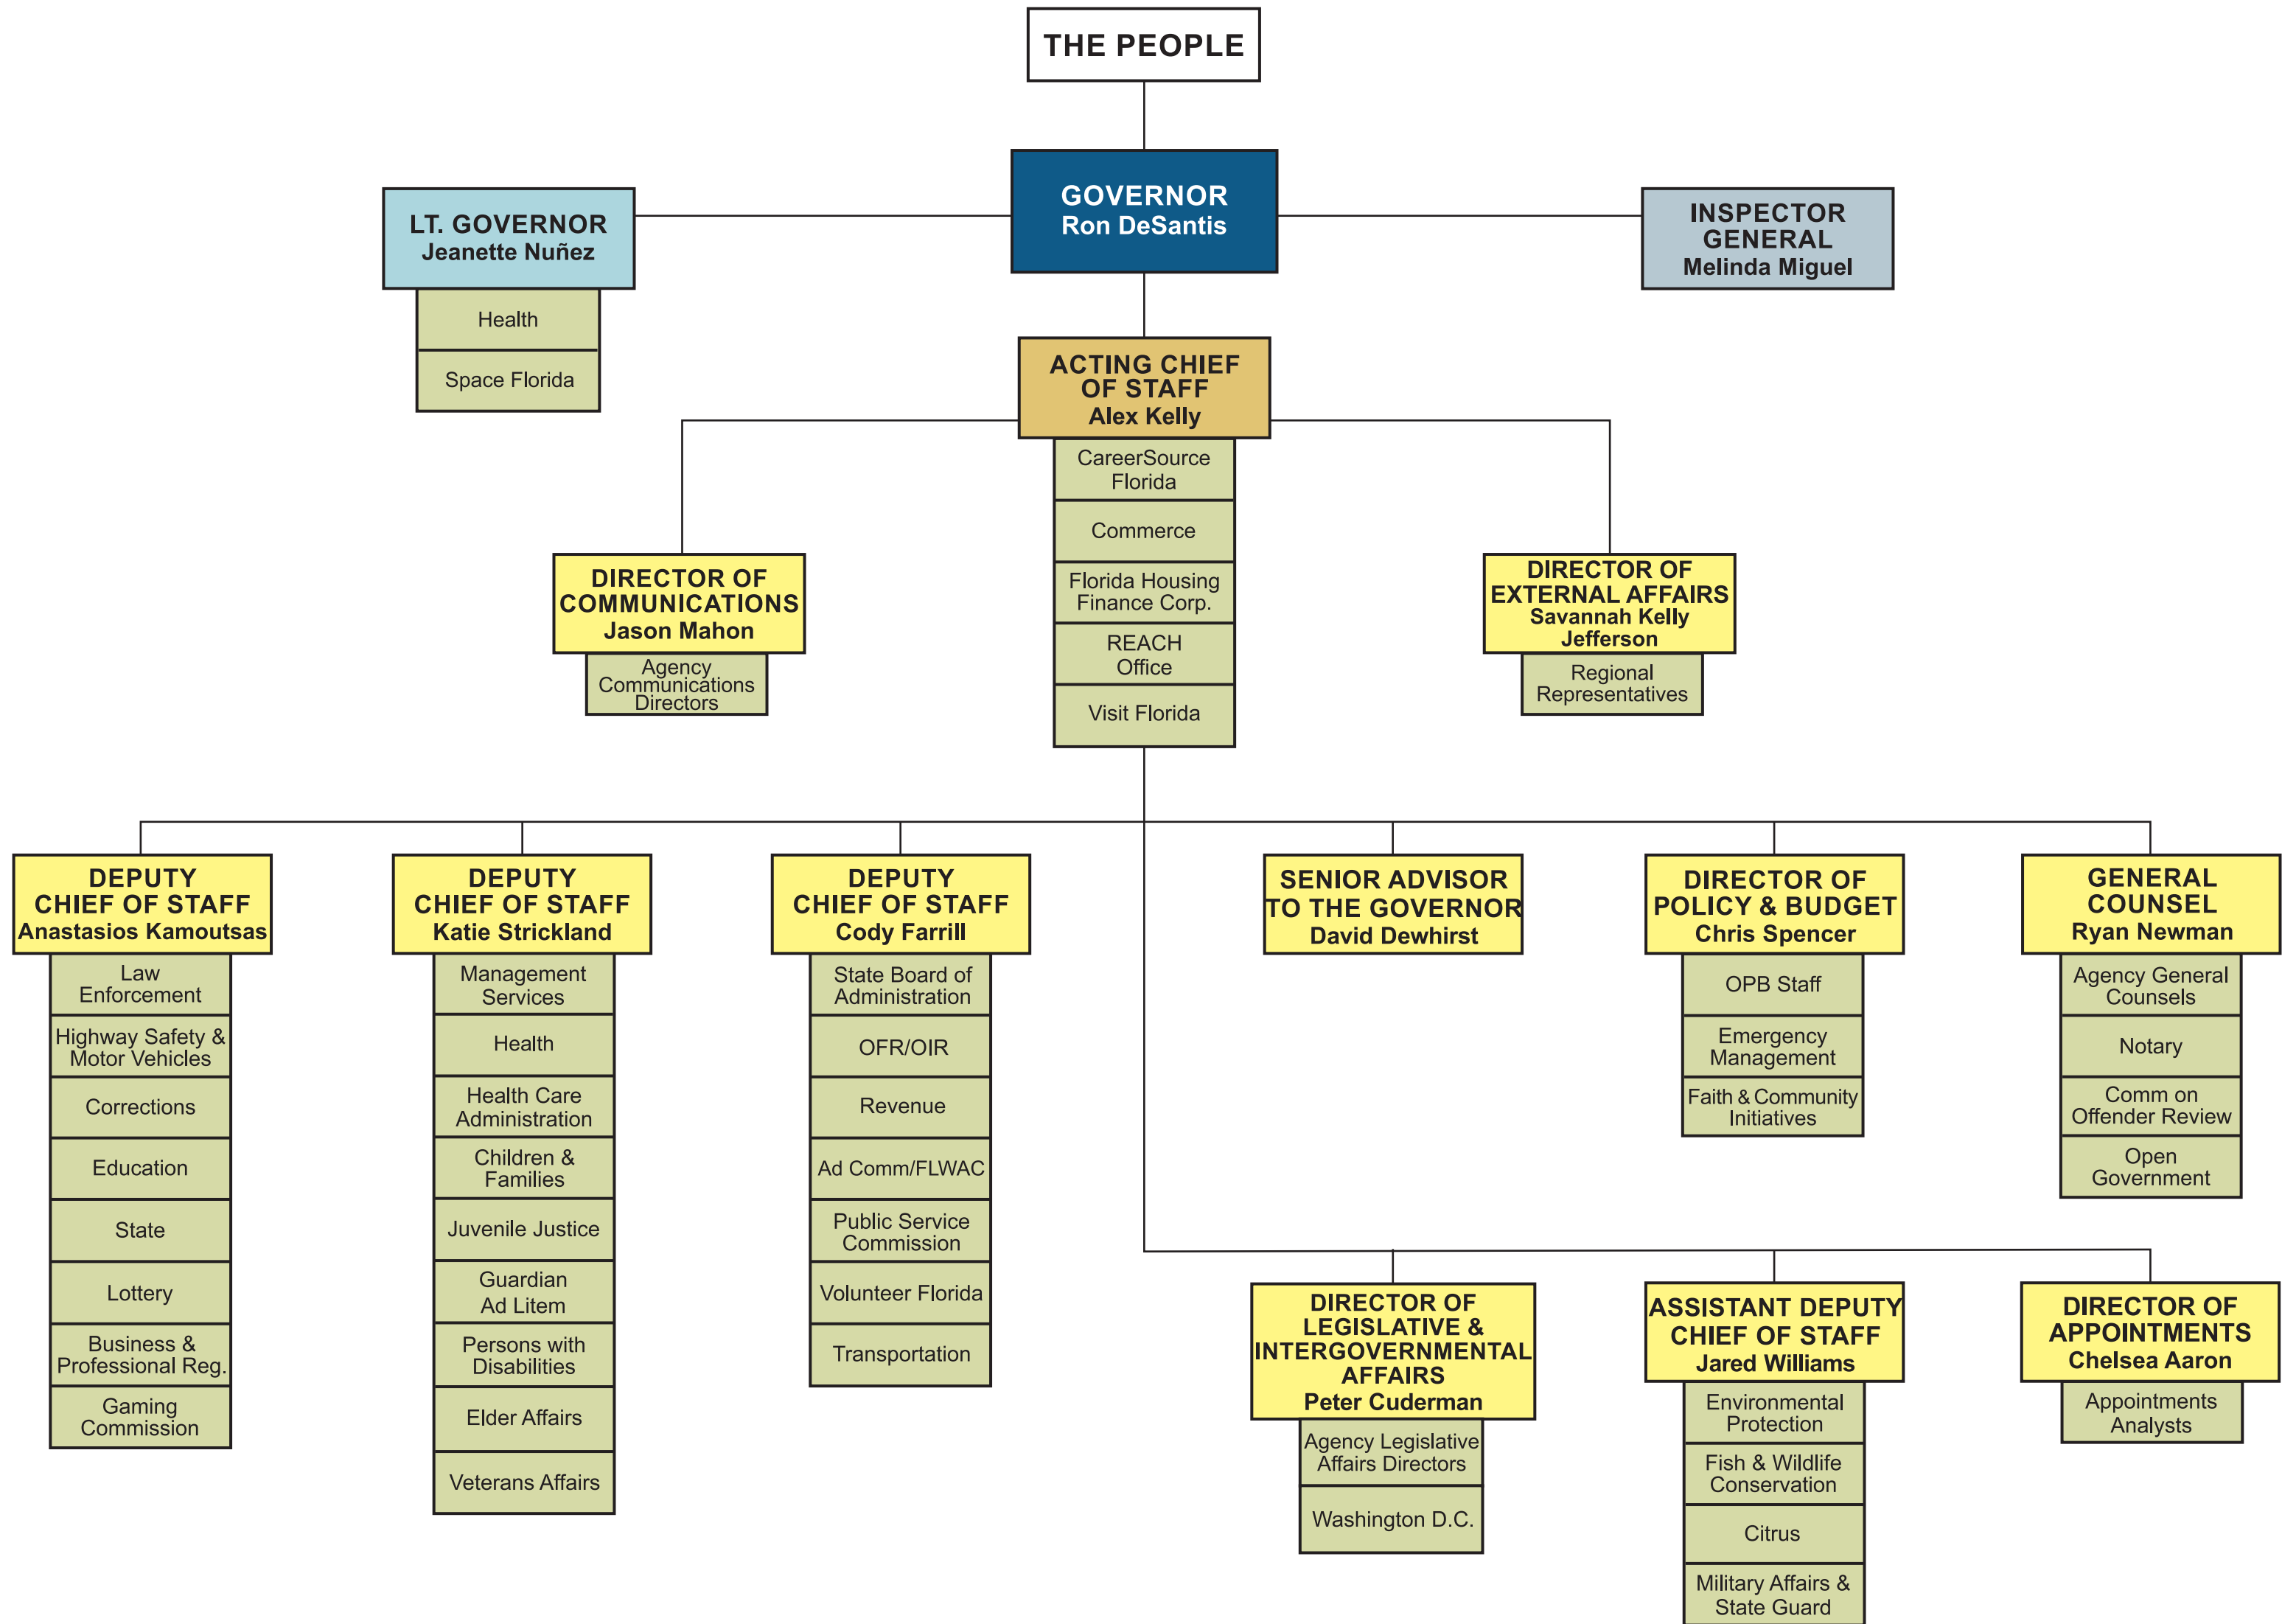 THE PEOPLE
GOVERNOR
Ron DeSantis
LT. GOVERNOR
Jeanette Nuñez
Health
Space Florida
INSPECTOR
GENERAL
Melinda Miguel
ACTING CHIEF
OF STAFF
Alex Kelly
CareerSource
Florida
Commerce
Florida Housing
Finance Corp.
REACH
Office
Visit Florida
DIRECTOR OF
COMMUNICATIONS
Jason Mahon
Agency
Communications
Directors
DIRECTOR OF
EXTERNAL AFFAIRS
Savannah Kelly
Jefferson
Regional
Representatives
DEPUTY
CHIEF OF STAFF
Anastasios Kamoutsas
Law
Enforcement
Highway Safety &
Motor Vehicles
Corrections
Education
State
Lottery
Business &
Professional Reg.
Gaming
Commission
DEPUTY
CHIEF OF STAFF
Katie Strickland
Management
Services
Health
Health Care
Administration
Children &
Families
Juvenile Justice
Guardian
Ad Litem
Persons with
Disabilities
Elder Affairs
Veterans Affairs
DEPUTY
CHIEF OF STAFF
Cody Farrill
State Board of
Administration
OFR/OIR
Revenue
Ad Comm/FLWAC
Public Service
Commission
Volunteer Florida
Transportation
SENIOR ADVISOR
TO THE GOVERNOR
David Dewhirst
DIRECTOR OF
POLICY & BUDGET
Chris Spencer
OPB Staff
Emergency
Management
Faith & Community
Initiatives
GENERAL
COUNSEL
Ryan Newman
Agency General
Counsels
Notary
Comm on
Offender Review
Open
Government
DIRECTOR OF
LEGISLATIVE &
INTERGOVERNMENTAL
AFFAIRS
Peter Cuderman
Agency Legislative
Affairs Directors
Washington D.C.
ASSISTANT DEPUTY
CHIEF OF STAFF
Jared Williams
Environmental
Protection
Fish & Wildlife
Conservation
Citrus
Military Affairs &
State Guard
DIRECTOR OF
APPOINTMENTS
Chelsea Aaron
Appointments
Analysts